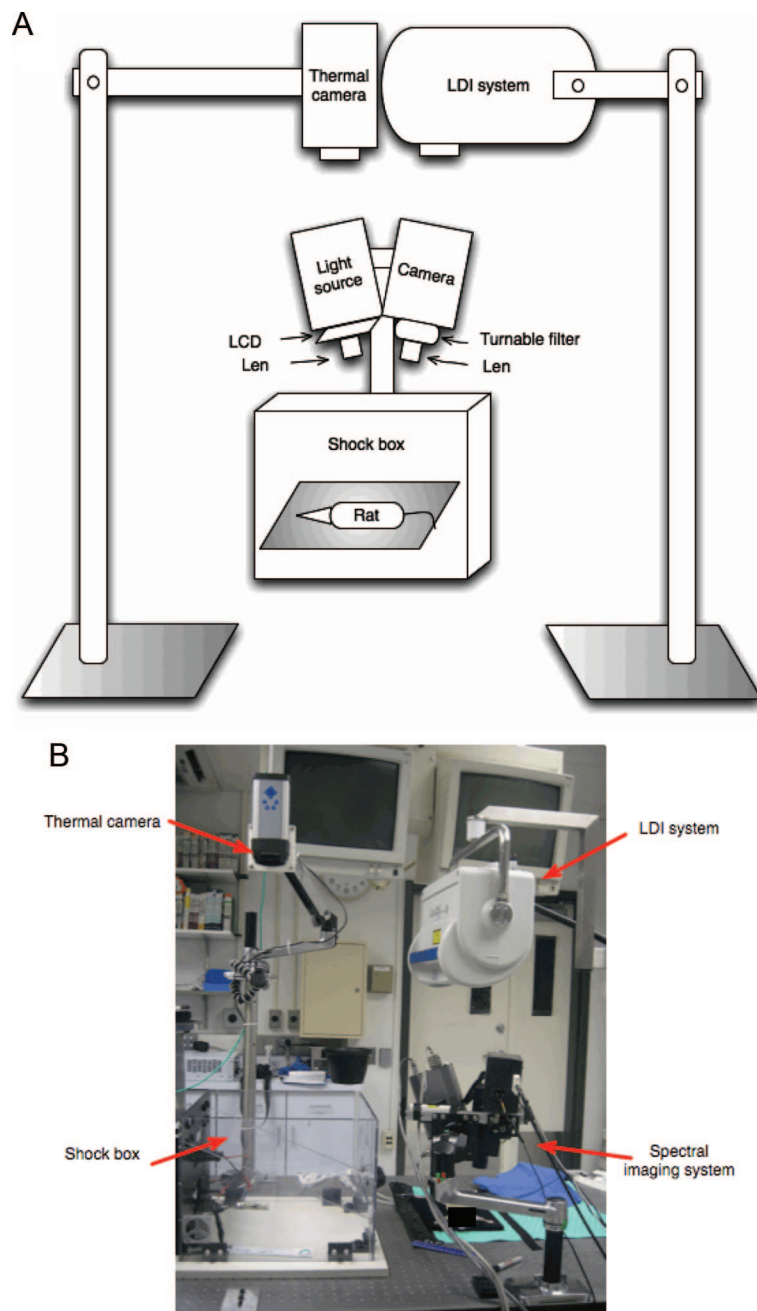 A
Thermal
camera
LDI system
Light
source
Camera
LCD
Len
Turnable filter
Len
Shock box
Rat
B
Thermal camera
LDI system
Shock box
Spectral
imaging system